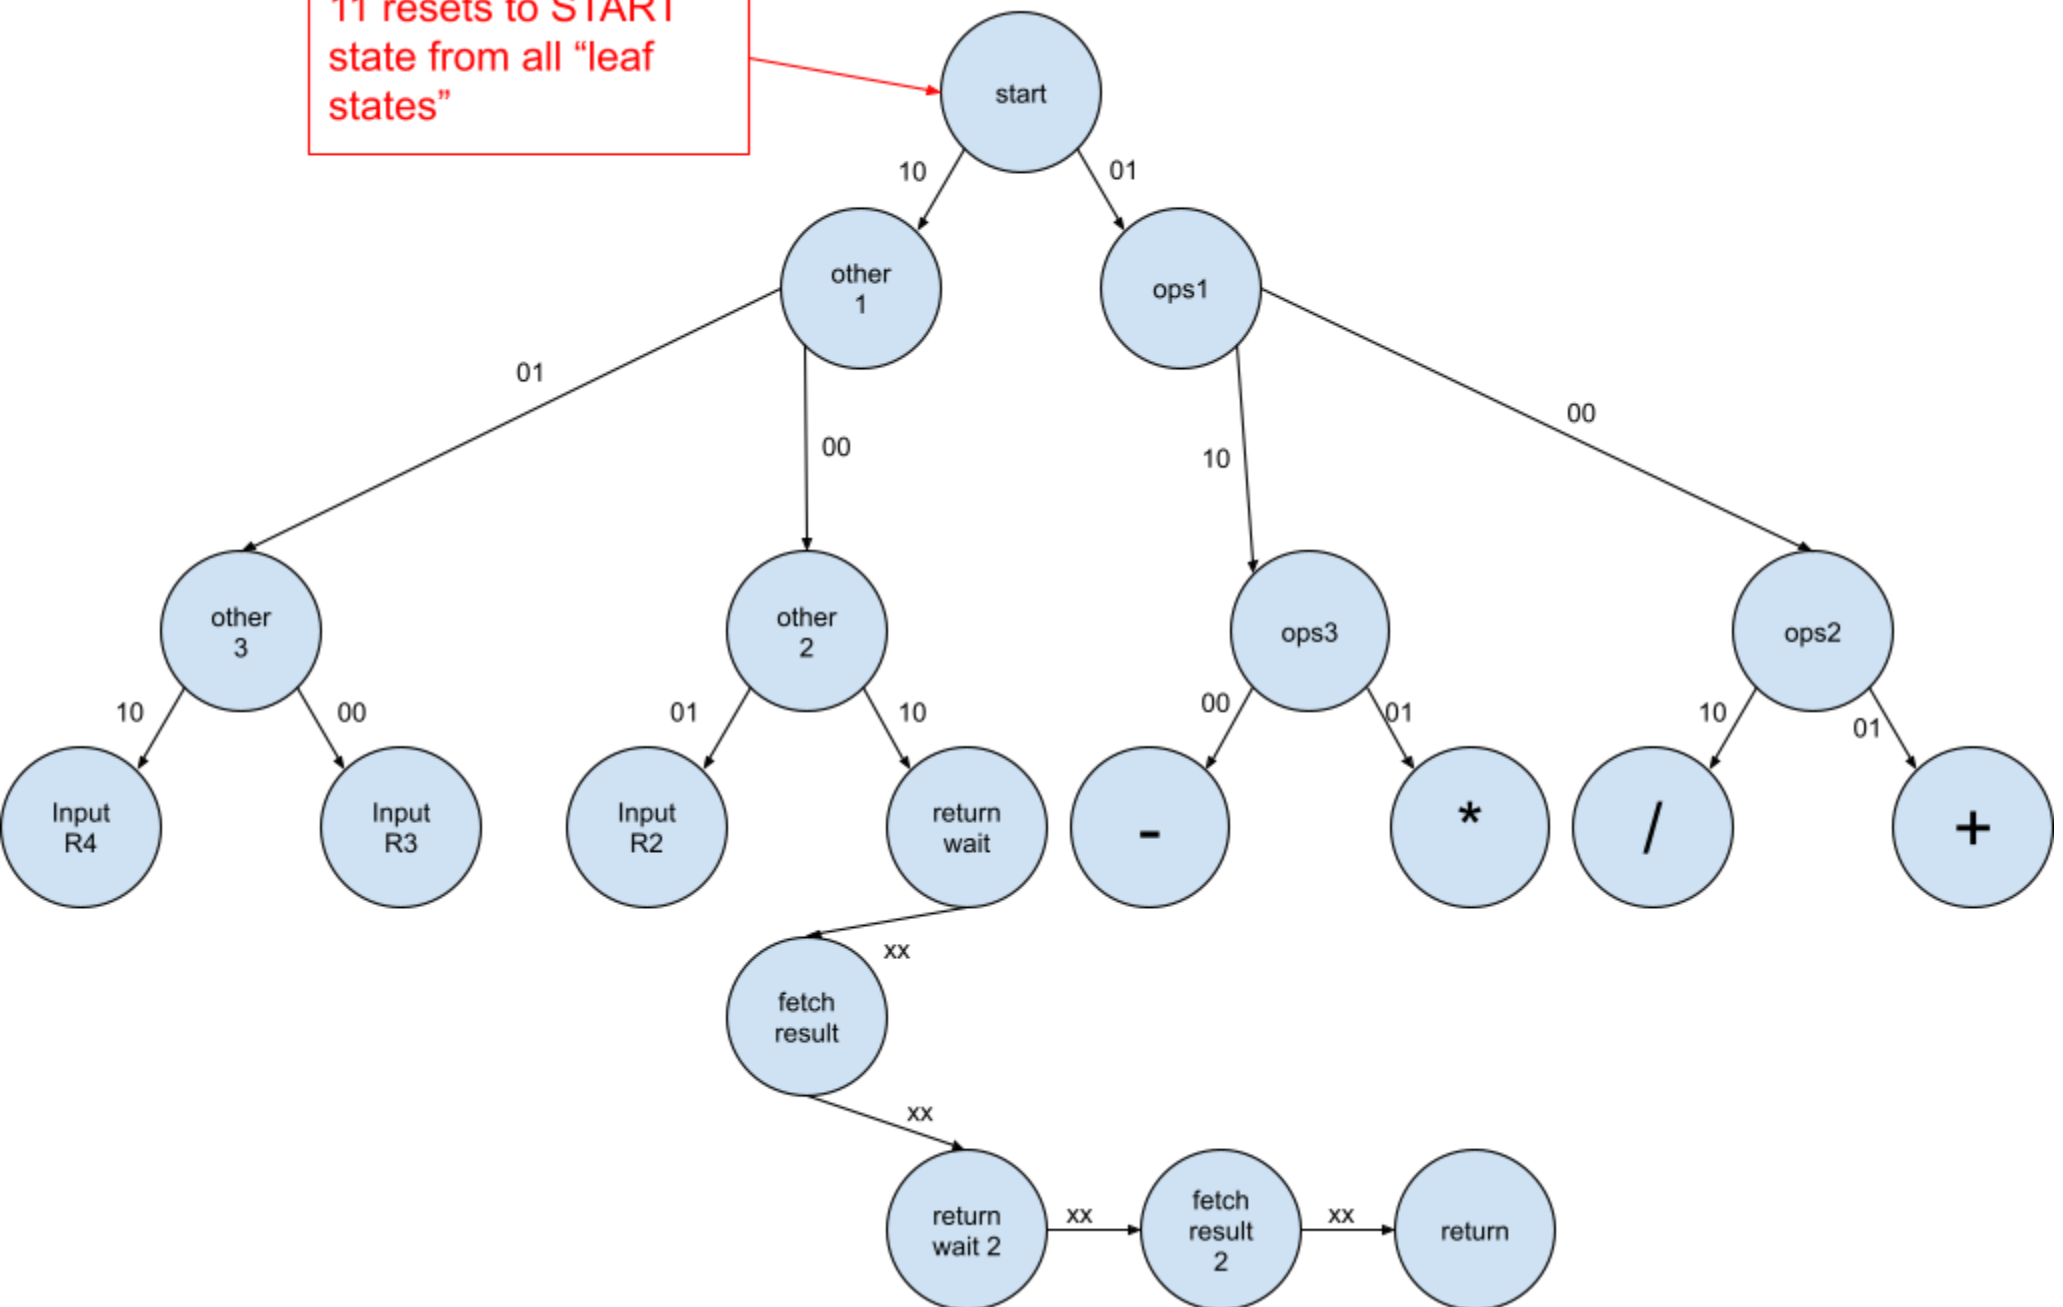 11 resets to START
state from all “leaf
states”
start
10
01
other
1
ops1
01
00
10
00
other
3
other
2
ops3
ops2
10
00
01
10
00
01
10
01
Input
R4
Input
R3
Input
R2
return
wait
-
*
/
+
xx
fetch
result
xx
return
wait 2
xx
fetch
result
2
xx
return